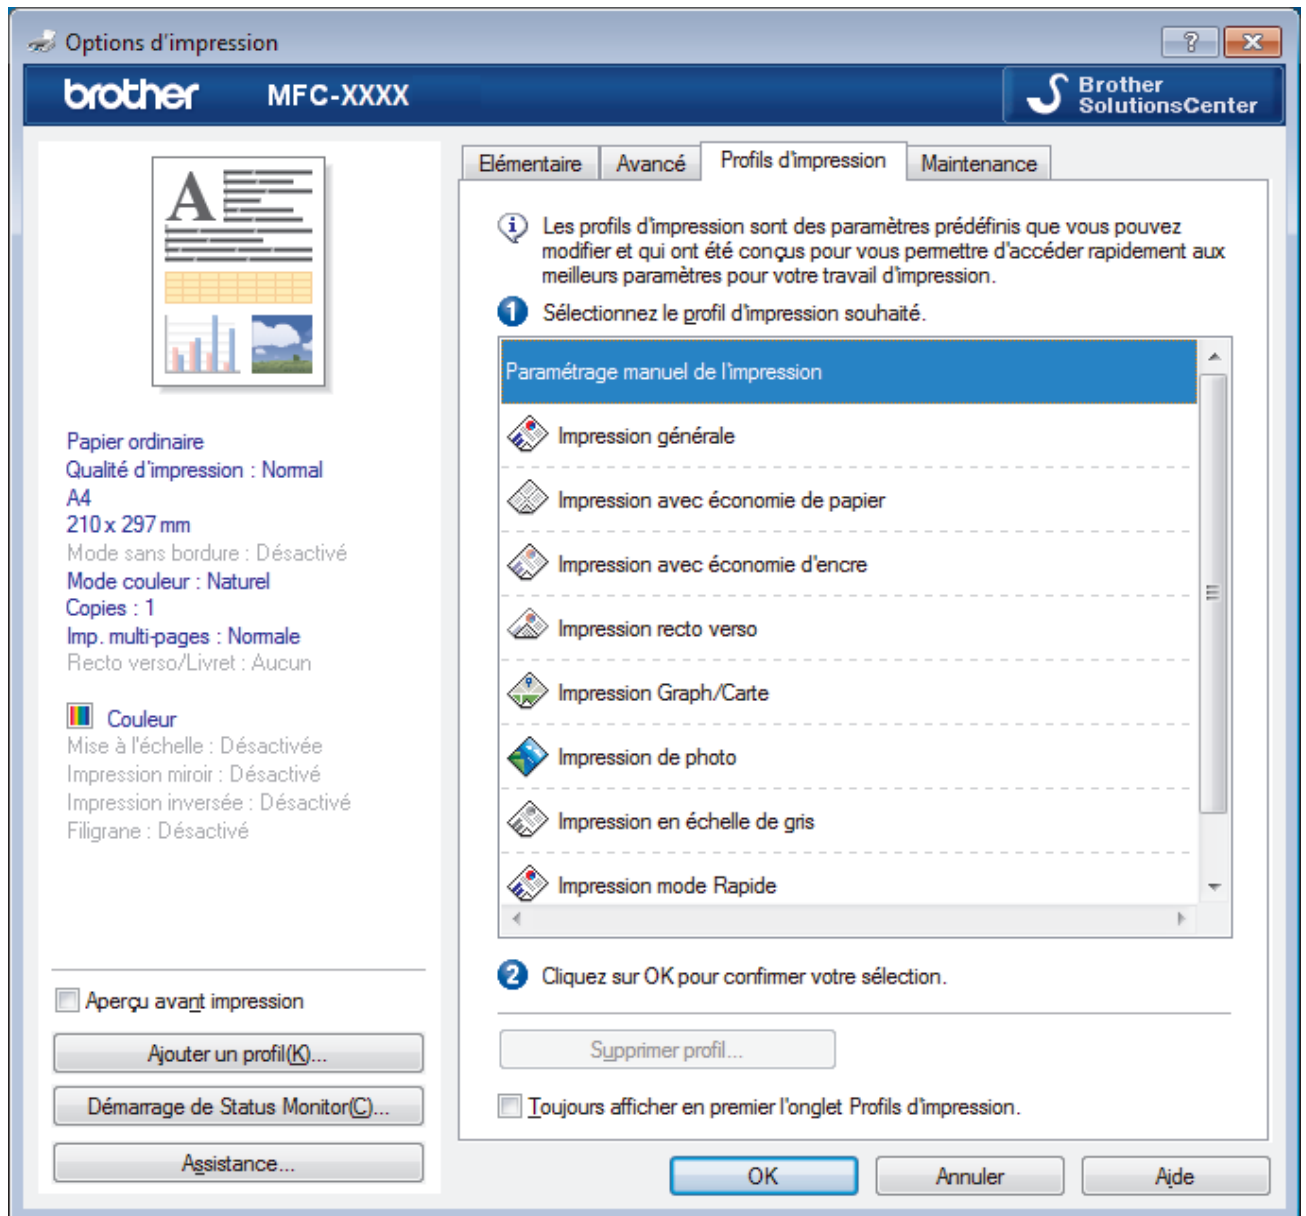 Options d'impression
brother MFC-XXXX
Brother
SolutionsCenter
A
Papier ordinaire
Qualité d'impression : Normal
A4
210 x 297 mm
Mode sans bordure : Désactivé
Mode couleur : Naturel
Copies : 1
Imp. multi-pages : Normale
Recto verso/Livret : Aucun
Couleur
Mise à l'échelle : Désactivée
Impression miroir : Désactivé
Impression inversée : Désactivé
Filigrane : Désactivé
Aperçu avant impression
Ajouter un profil(K)...
Démarrage de Status Monitor(C)...
Assistance...
Elémentaire Avancé Profils d'impression Maintenance
Les profils d'impression sont des paramètres prédéfinis que vous pouvez
modifier et qui ont été conçus pour vous permettre d'accéder rapidement aux
meilleurs paramètres pour votre travail d'impression.
1 Sélectionnez le profil d'impression souhaité.
Paramétrage manuel de l'impression
Impression générale
Impression avec économie de papier
Impression avec économie d'encre
Impression recto verso
Impression Graph/Carte
Impression de photo
Impression en échelle de gris
Impression mode Rapide
2 Cliquez sur OK pour confirmer votre sélection.
Supprimer profil...
Toujours afficher en premier l'onglet Profils d'impression.
OK Annuler Aide